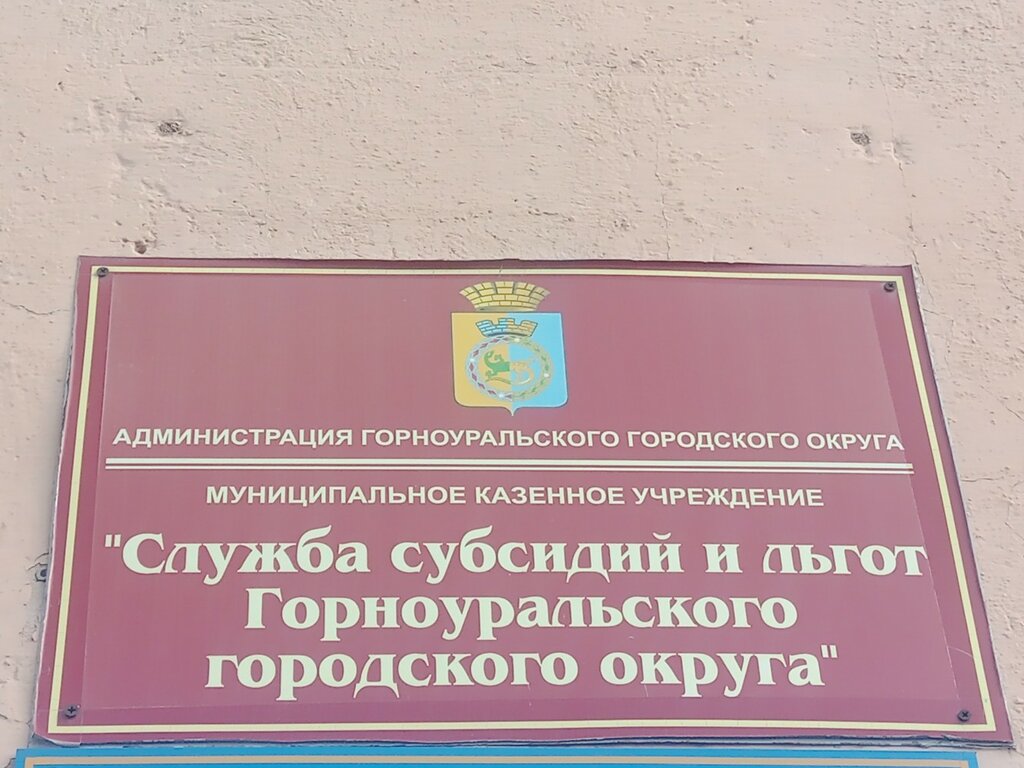 АДМИНИСТРАЦИЯ ГОРНОУРАЛЬСКОГО ГОРОДСКОГО ОКРУГА
МУНИЦИПАЛЬНОЕ КАЗЕННОЕ УЧРЕЖДЕНИЕ
"Служба субсидий и льгот
Горноуральского
городского округа"